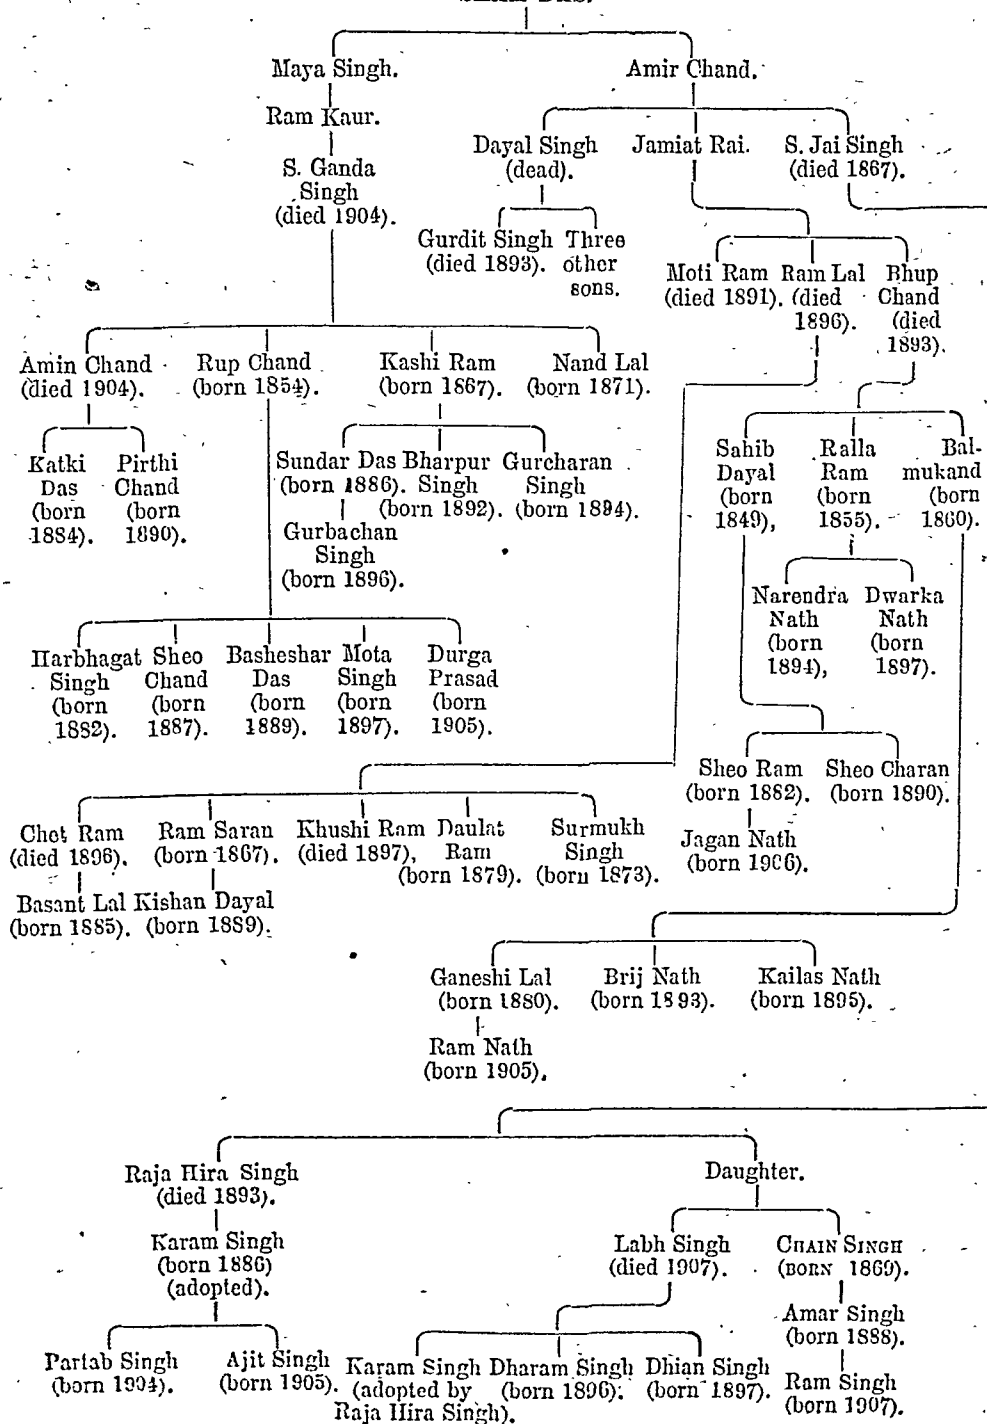 Maya Singh. Amir Chand.
Ram Kaur.
Dayal Singh Jamiat Rai. S. Jai Singh
(dead). (died 1867).
S. Ganda
Singh
(died 1904).
Gurdit Singh Three
(died 1893). other
sons.
Moti Ram Ram Lal Bhup
(died 1891). (died Chand
1896). (died
1893).
Amin Chand Rup Chand Kashi Ram Nand Lal
(died 1904). (born 1854). (born 1867). (born 1871).
Sahib Ralla Bal-
Dayal Ram mukand
(born (born (born
1849), 1855). 1860).
Katki Pirthi
Das Chand
(born (born
1884). 1890).
Sundar Das Bharpur Gurcharan
(born 1886). Singh Singh
(born 1892). (born 1894).
Gurbachan
Singh
(born 1896).
Narendra Dwarka
Nath Nath
(born (born
1894), 1897).
Harbhagat Sheo Basheshar Mota Durga
Singh Chand Das Singh Prasad
(born (born (born (born (born
1882). 1887). 1889). 1897). 1905).
Sheo Ram Sheo Charan
(born 1882). (born 1890).
Jagan Nath
(born 1906).
Chet Ram Ram Saran Khushi Ram Daulat Surmukh
(died 1896). (born 1867). (died 1897), Ram Singh
(born 1879). (born 1873).
Basant Lal Kishan Dayal
(born 1885). (born 1889).
Ganeshi Lal Brij Nath Kailas Nath
(born 1880). (born 1893). (born 1895).
Ram Nath
(born 1905).
Raja Hira Singh Daughter.
(died 1893).
Karam Singh Labh Singh CHAIN SINGH
(born 1886) (died 1907). (BORN 1869).
(adopted).
Amar Singh
(born 1888).
Partab Singh Ajit Singh Karam Singh Dharam Singh Dhian Singh
(born 1904). (born 1905). (adopted by (born 1896). (born 1897).
Raja Hira Singh).
Ram Singh
(born 1907).